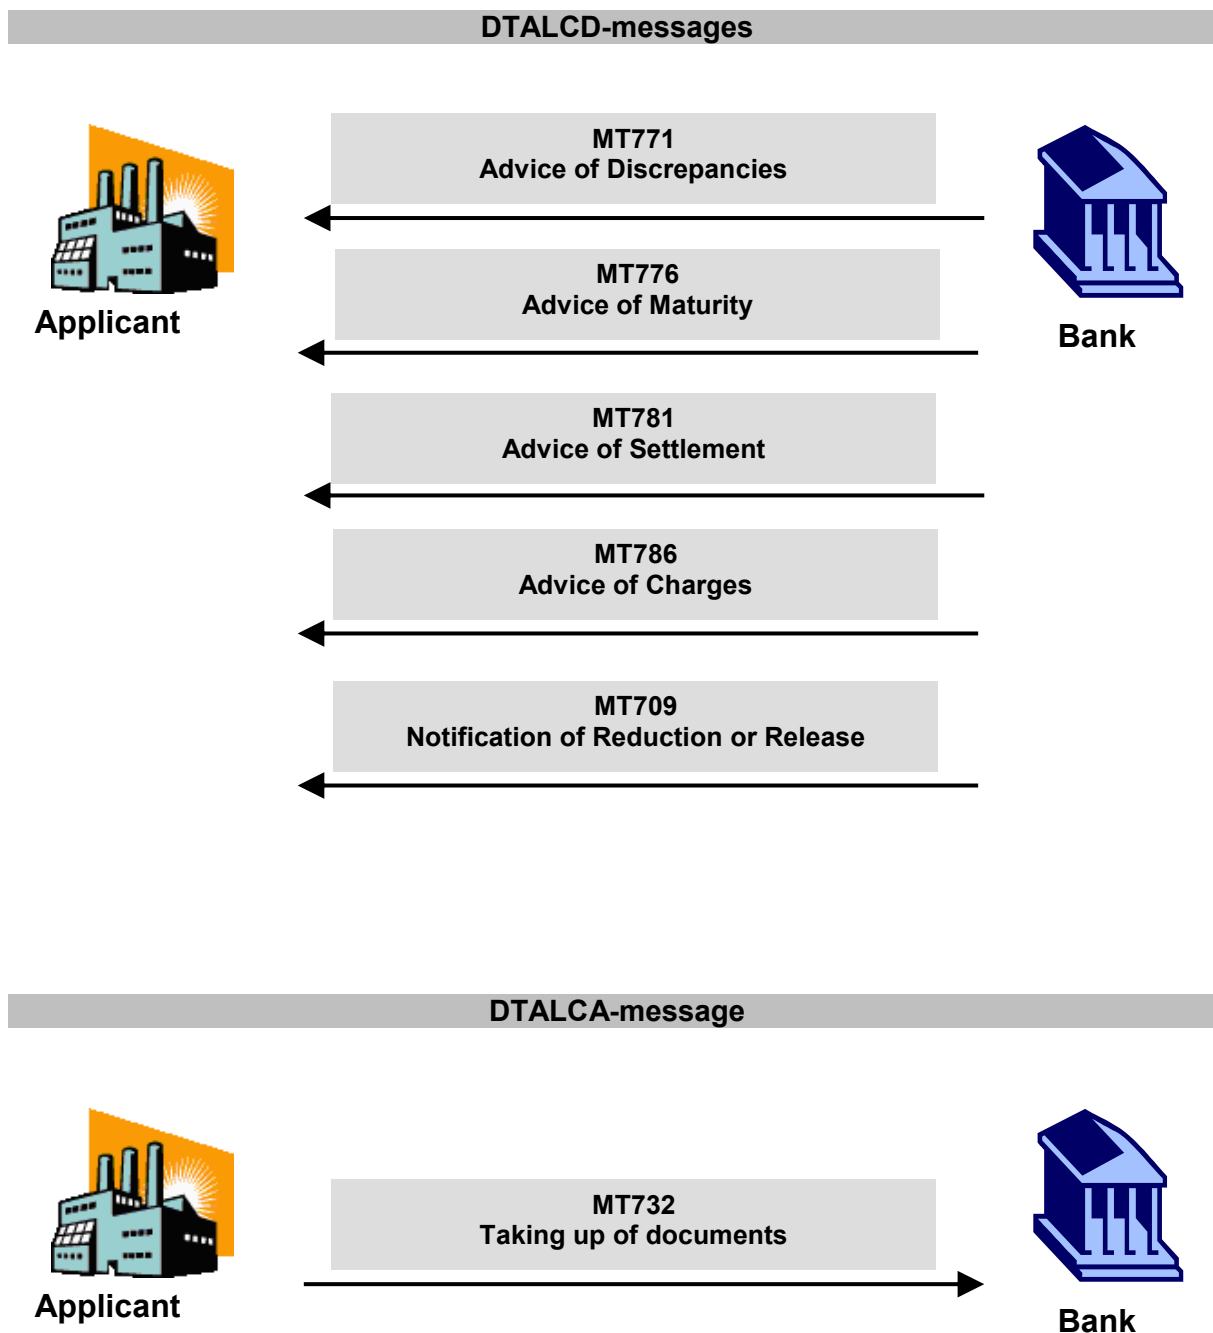 DTALCD-messages
MT771
Advice of Discrepancies
MT776
Advice of Maturity
Applicant
Bank
MT781
Advice of Settlement
MT786
Advice of Charges
MT709
Notification of Reduction or Release
DTALCA-message
MT732
Taking up of documents
Applicant
Bank